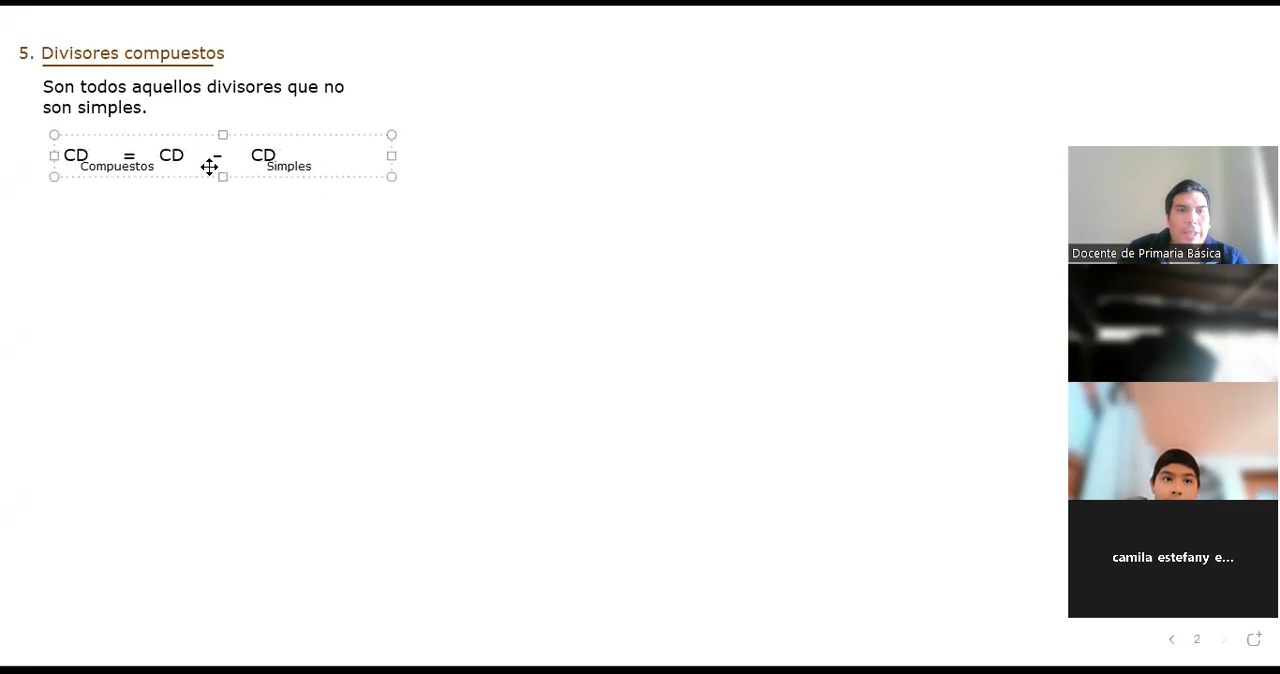 5. Divisores compuestos
Son todos aquellos divisores que no
son simples.
CD Compuestos = CD - CD Simples
Docente de Primaria Básica
camila estefany e...
2